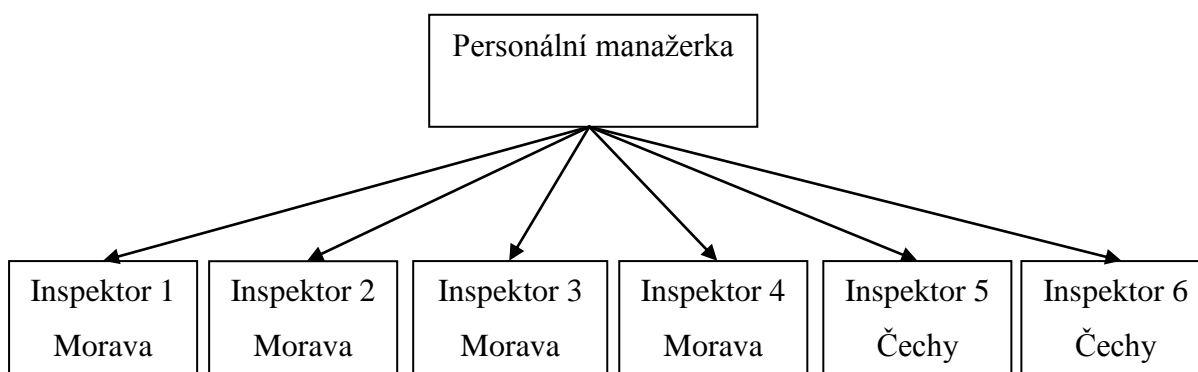 Personální manažerka
Inspektor 1
Morava
Inspektor 2
Morava
Inspektor 3
Morava
Inspektor 4
Morava
Inspektor 5
Čechy
Inspektor 6
Čechy